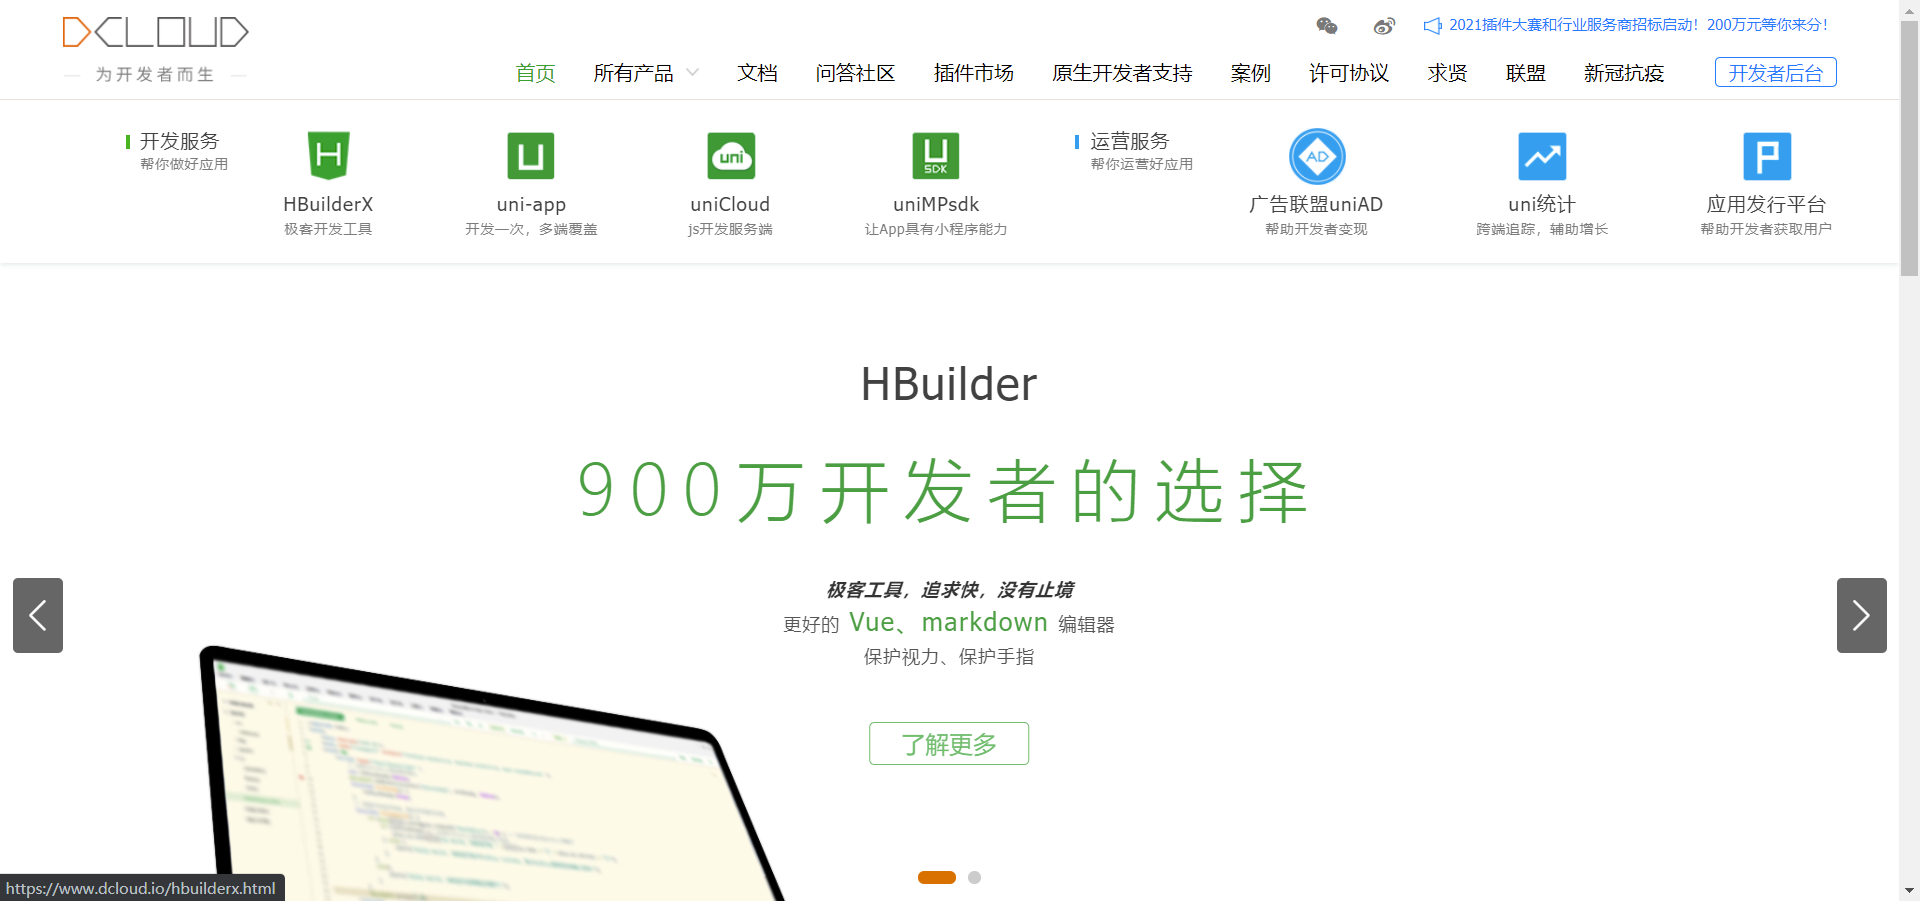 DCLOUD
为开发者而生
2021插件大赛和行业服务商招标启动！200万元等你来分！
首页 所有产品 文档 问答社区 插件市场 原生开发者支持 案例 许可协议 求贤 联盟 新冠抗疫 开发者后台
开发服务
帮你做好应用
H
HBuilderX
极客开发工具
U
uni-app
开发一次，多端覆盖
uni
uniCloud
js开发服务端
U
SDK
uniMPsdk
让App具有小程序能力
运营服务
帮你运营好应用
AD
广告联盟uniAD
帮助开发者变现
uni统计
跨端追踪，辅助增长
P
应用发行平台
帮助开发者获取用户
HBuilder
900万开发者的选择
极客工具，追求快，没有止境
更好的 Vue、markdown 编辑器
保护视力、保护手指
了解更多
https://www.dcloud.io/hbuilderx.html